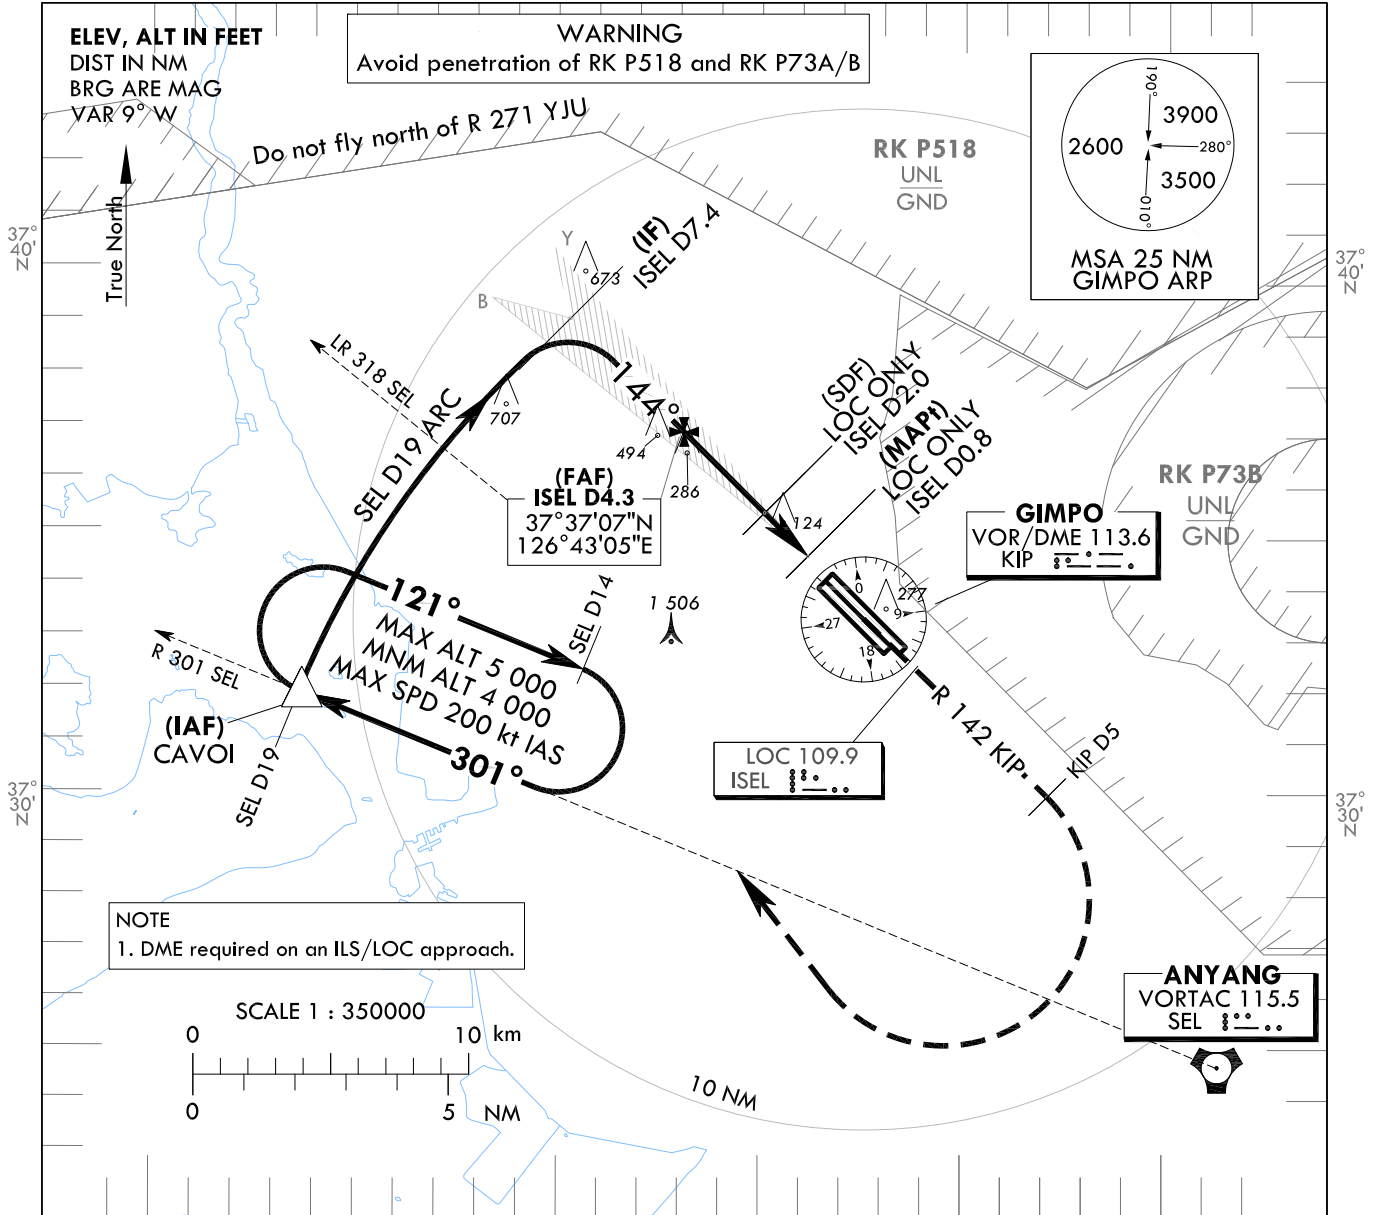 ELEV, ALT IN FEET
DIST IN NM
BRG ARE MAG
VAR 9° W
True North
WARNING
Avoid penetration of RK P518 and RK P73A/B
Do not fly north of R 271 YJU
RK P518
UNL
GND
190°
3900
2600
280°
3500
010°
MSA 25 NM
GIMPO ARP
37°
40'
N
37°
40'
N
Y
B
673
(IF)
ISEL D7.4
LR 318 SEL
SEL D19 ARC
707
144°
494
286
(FAF)
ISEL D4.3
37°37'07"N
126°43'05"E
(SDF)
LOC ONLY
ISEL D2.0
(MAPt)
LOC ONLY
ISEL D0.8
124
RK P73B
UNL
GND
GIMPO
VOR/DME 113.6
KIP
277
0
9
18
27
1 506
121°
MAX ALT 5 000
MNM ALT 4 000
MAX SPD 200 kt IAS
301°
SEL D14
R 301 SEL
(IAF)
CAVOI
SEL D19
R 142 KIP
KIP D5
LOC 109.9
ISEL
37°
30'
N
37°
30'
N
NOTE
1. DME required on an ILS/LOC approach.
SCALE 1 : 350000
0 10 km
0 5 NM
10 NM
ANYANG
VORTAC 115.5
SEL